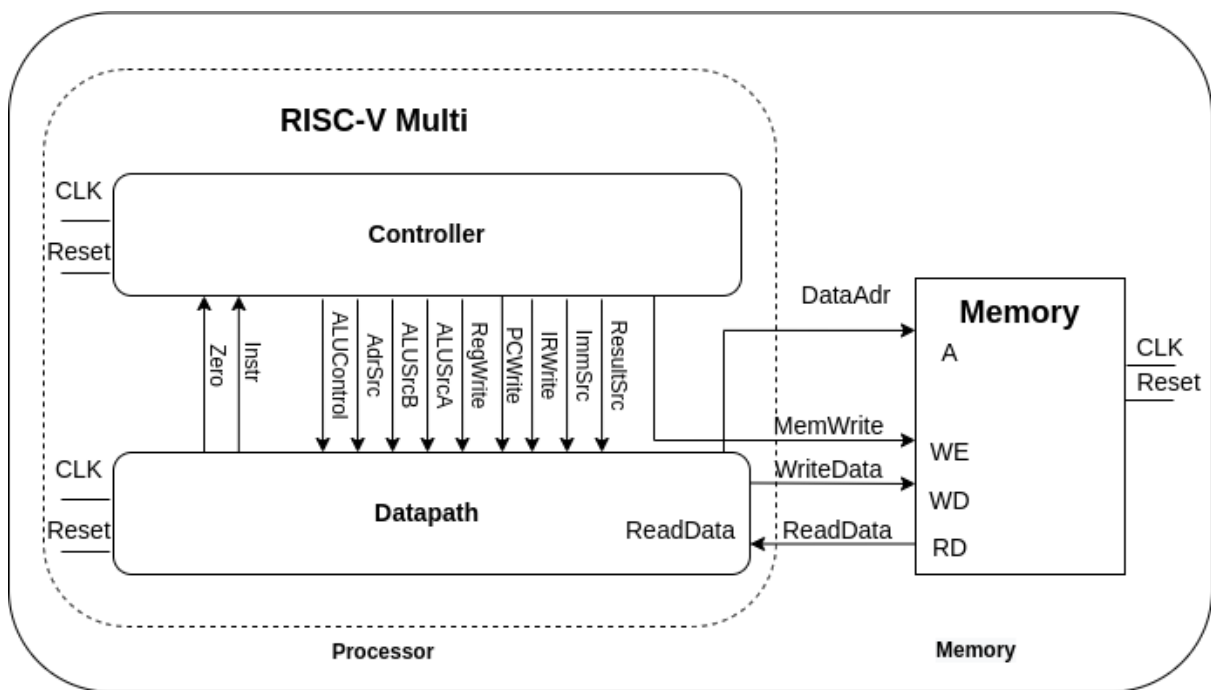 RISC-V Multi
CLK
Controller
Reset
Zero
Instr
ALUControl
AdrSrc
ALUSrcB
ALUSrcA
RegWrite
PCWrite
IRWrite
ImmSrc
ResultSrc
DataAdr
Memory
A
CLK
Reset
MemWrite
WE
CLK
WriteData
WD
Datapath
Reset
ReadData
ReadData
RD
Processor
Memory